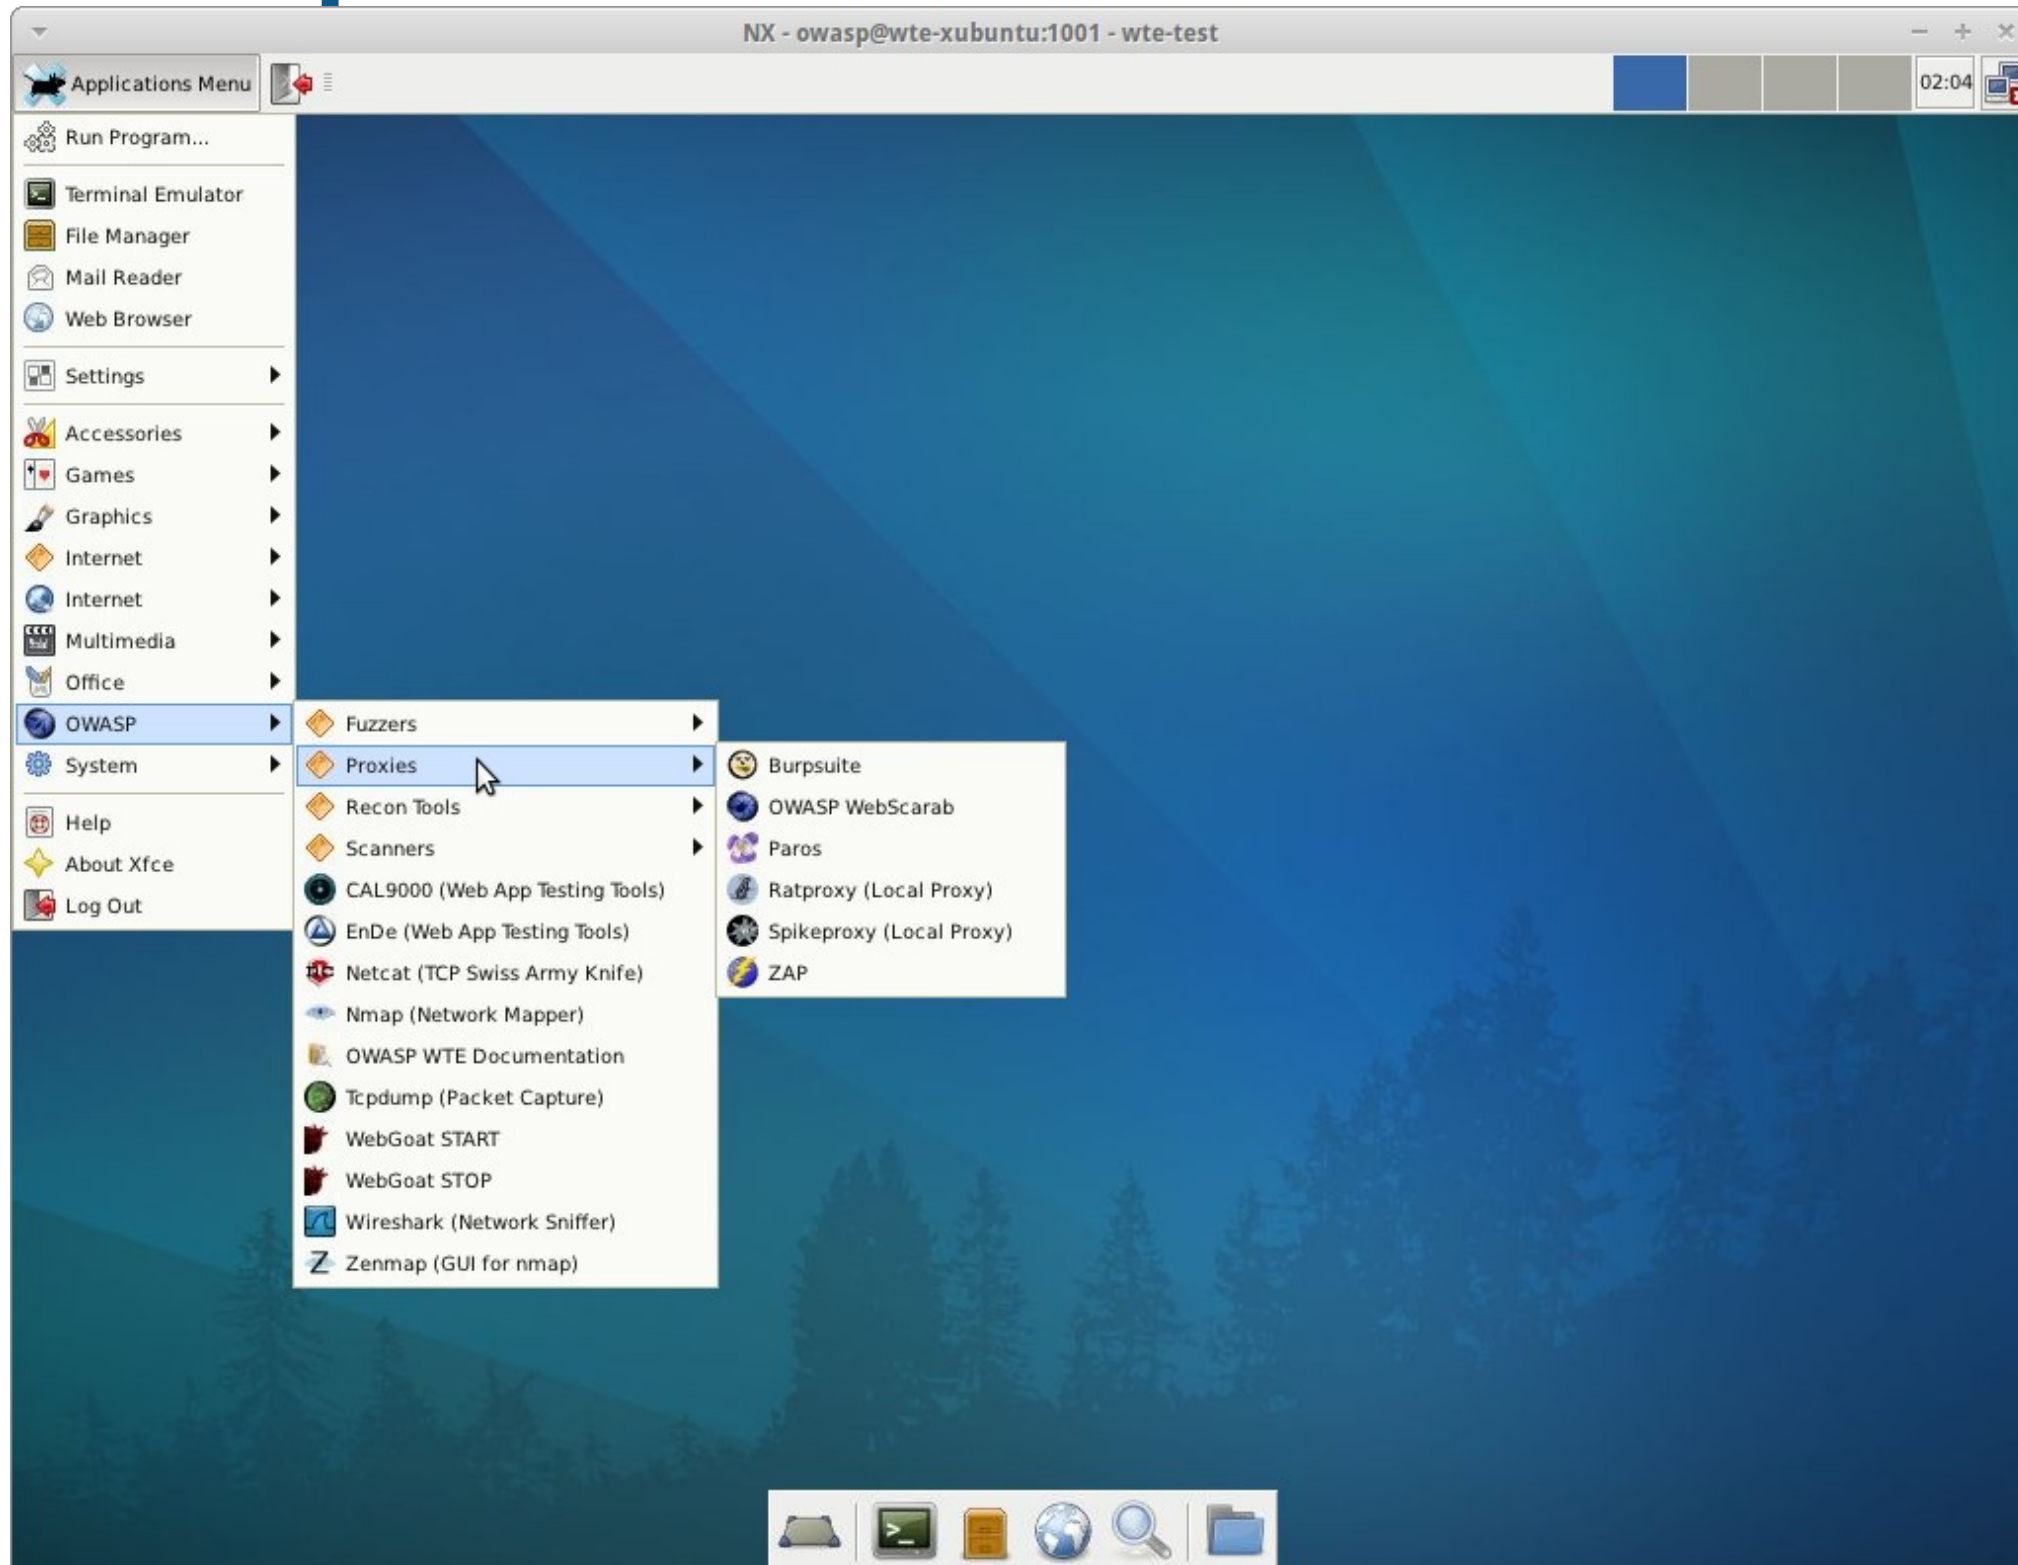 NX - owasp@wte-xubuntu:1001 - wte-test
Applications Menu
02:04
Run Program...
Terminal Emulator
File Manager
Mail Reader
Web Browser
Settings
Accessories
Games
Graphics
Internet
Internet
Multimedia
Office
OWASP
System
Help
About Xfce
Log Out
Fuzzers
Proxies
Recon Tools
Scanners
CAL9000 (Web App Testing Tools)
EnDe (Web App Testing Tools)
Netcat (TCP Swiss Army Knife)
Nmap (Network Mapper)
OWASP WTE Documentation
Tcpdump (Packet Capture)
WebGoat START
WebGoat STOP
Wireshark (Network Sniffer)
Zenmap (GUI for nmap)
Burpsuite
OWASP WebScarab
Paros
Ratproxy (Local Proxy)
Spikeproxy (Local Proxy)
ZAP